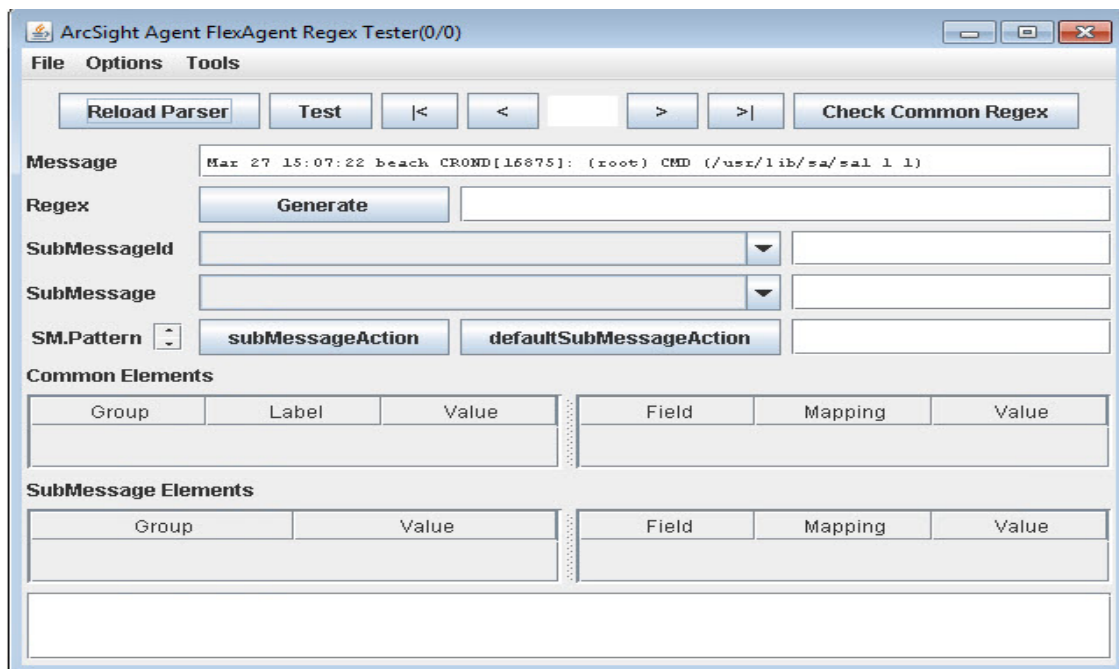 ArcSight Agent FlexAgent Regex Tester(0/0)
File Options Tools
Reload Parser Test |< < > >| Check Common Regex
Message Mar 27 15:07:22 beach CROND[16875]: (root) CMD (/usr/lib/sa/sa1 1 1)
Regex Generate
SubMessageId
SubMessage
SM.Pattern subMessageAction defaultSubMessageAction
Common Elements
Group Label Value Field Mapping Value
SubMessage Elements
Group Value Field Mapping Value